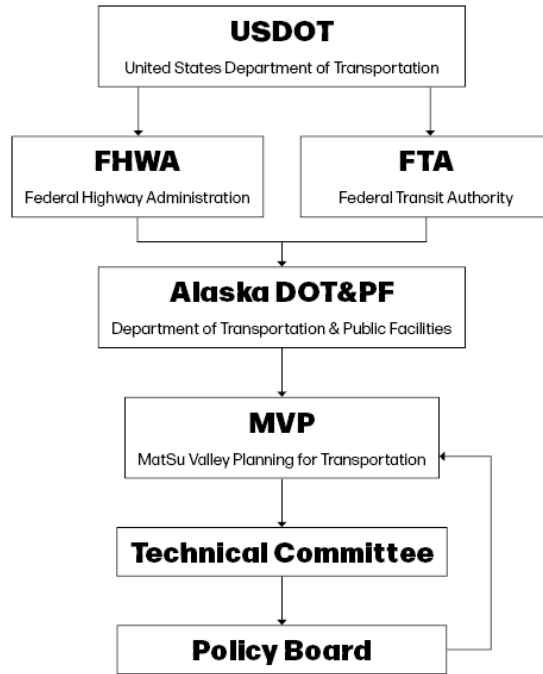 USDOT
United States Department of Transportation
FHWA
Federal Highway Administration
FTA
Federal Transit Authority
Alaska DOT&PF
Department of Transportation & Public Facilities
MVP
MatSu Valley Planning for Transportation
Technical Committee
Policy Board